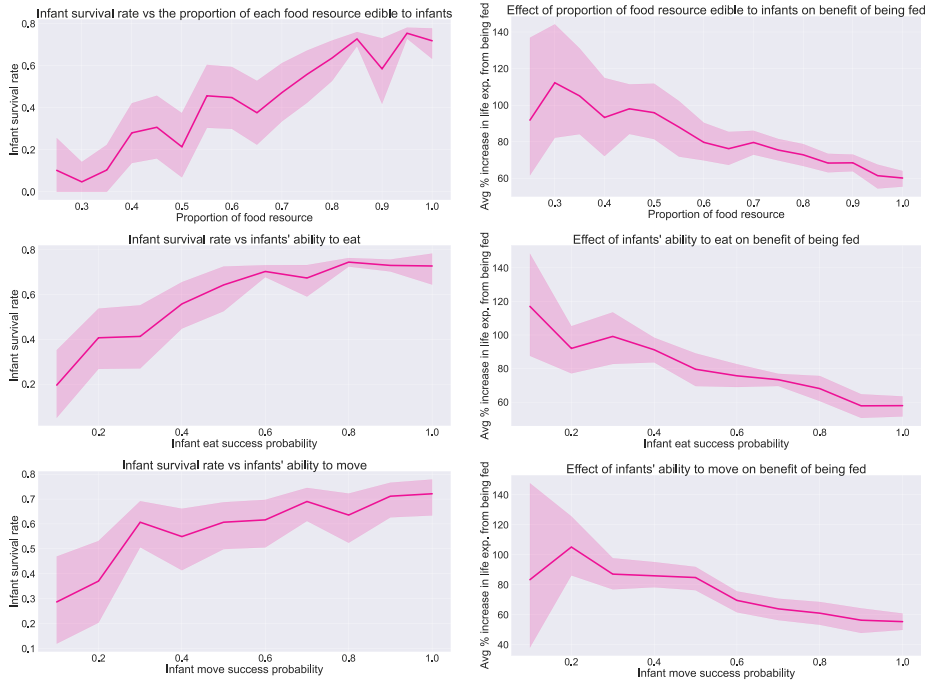 Infant survival rate vs the proportion of each food resource edible to infants
Infant survival rate
0.8
0.6
0.4
0.2
0.0
0.3 0.4 0.5 0.6 0.7 0.8 0.9 1.0
Proportion of food resource
Effect of proportion of food resource edible to infants on benefit of being fed
Avg % increase in life exp. from being fed
140
120
100
80
60
0.3 0.4 0.5 0.6 0.7 0.8 0.9 1.0
Proportion of food resource
Infant survival rate vs infants' ability to eat
Infant survival rate
0.8
0.6
0.4
0.2
0.2 0.4 0.6 0.8 1.0
Infant eat success probability
Effect of infants' ability to eat on benefit of being fed
Avg % increase in life exp. from being fed
140
120
100
80
60
0.2 0.4 0.6 0.8 1.0
Infant eat success probability
Infant survival rate vs infants' ability to move
Infant survival rate
0.8
0.7
0.6
0.5
0.4
0.3
0.2
0.1
0.2 0.4 0.6 0.8 1.0
Infant move success probability
Effect of infants' ability to move on benefit of being fed
Avg % increase in life exp. from being fed
140
120
100
80
60
40
0.2 0.4 0.6 0.8 1.0
Infant move success probability